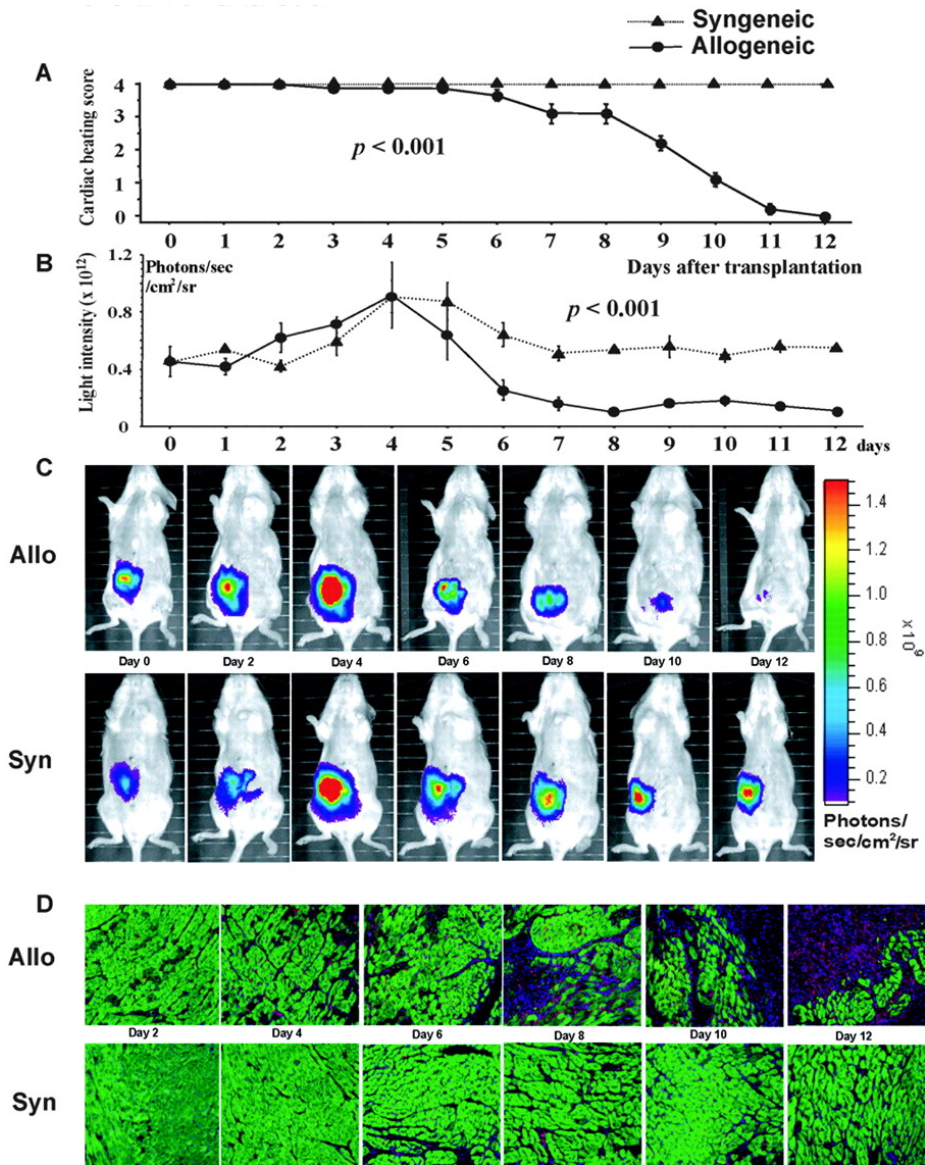 Syngeneic
Allogeneic
A
Cardiac beating score
4
3
2
1
0
p < 0.001
0 1 2 3 4 5 6 7 8 9 10 11 12
Days after transplantation
B
Light intensity (x 10¹²)
1.2
0.8
0.4
0
Photons/sec
/cm²/sr
p < 0.001
0 1 2 3 4 5 6 7 8 9 10 11 12 days
C
Allo
Day 0 Day 2 Day 4 Day 6 Day 8 Day 10 Day 12
Syn
1.4
1.2
1.0
0.8
0.6
0.4
0.2
x 10⁹
Photons/
sec/cm²/sr
D
Allo
Day 2 Day 4 Day 6 Day 8 Day 10 Day 12
Syn